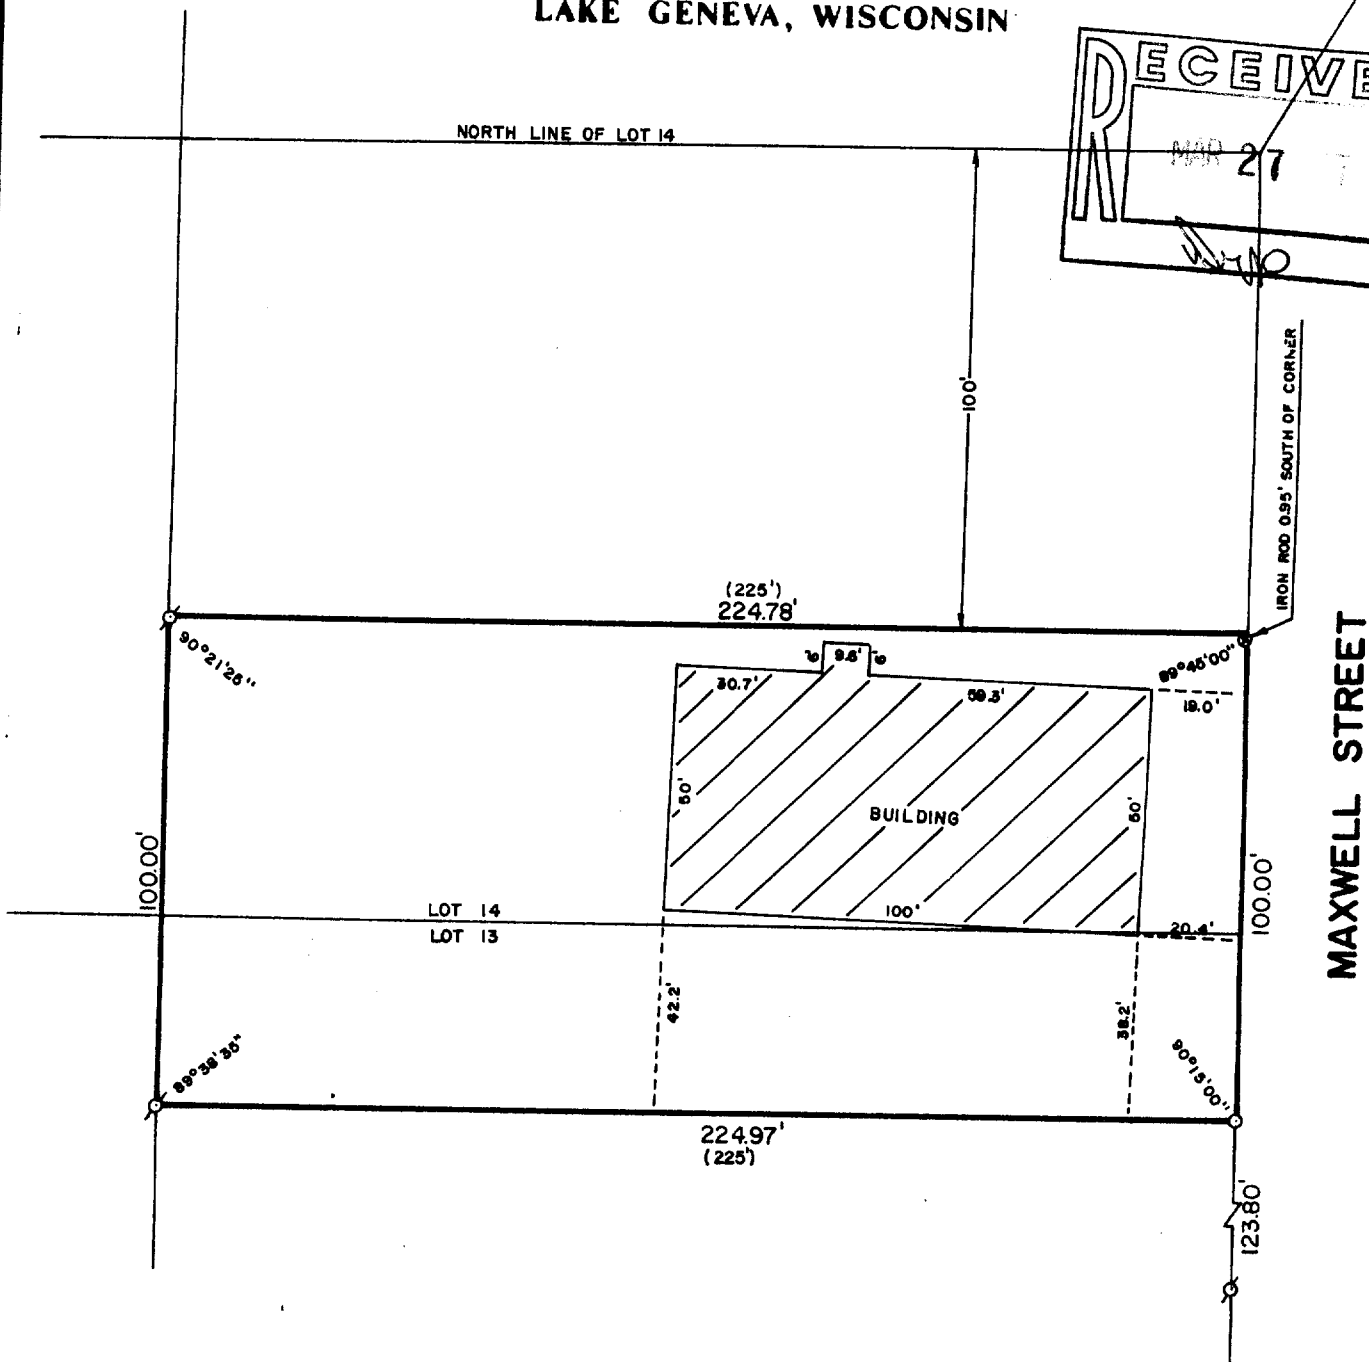 LAKE GENEVA, WISCONSIN
RECEIVE
MAR 27
NORTH LINE OF LOT 14
100'
IRON ROD 0.95' SOUTH OF CORNER
(225')
224.78'
90°21'25"
89°45'00"
6'
9.6'
6'
30.7'
59.3'
19.0'
50'
BUILDING
50'
MAXWELL STREET
100.00'
100.00'
LOT 14
100'
LOT 13
20.4'
42.2'
38.2'
89°38'35"
90°15'00"
224.97'
(225')
123.80'